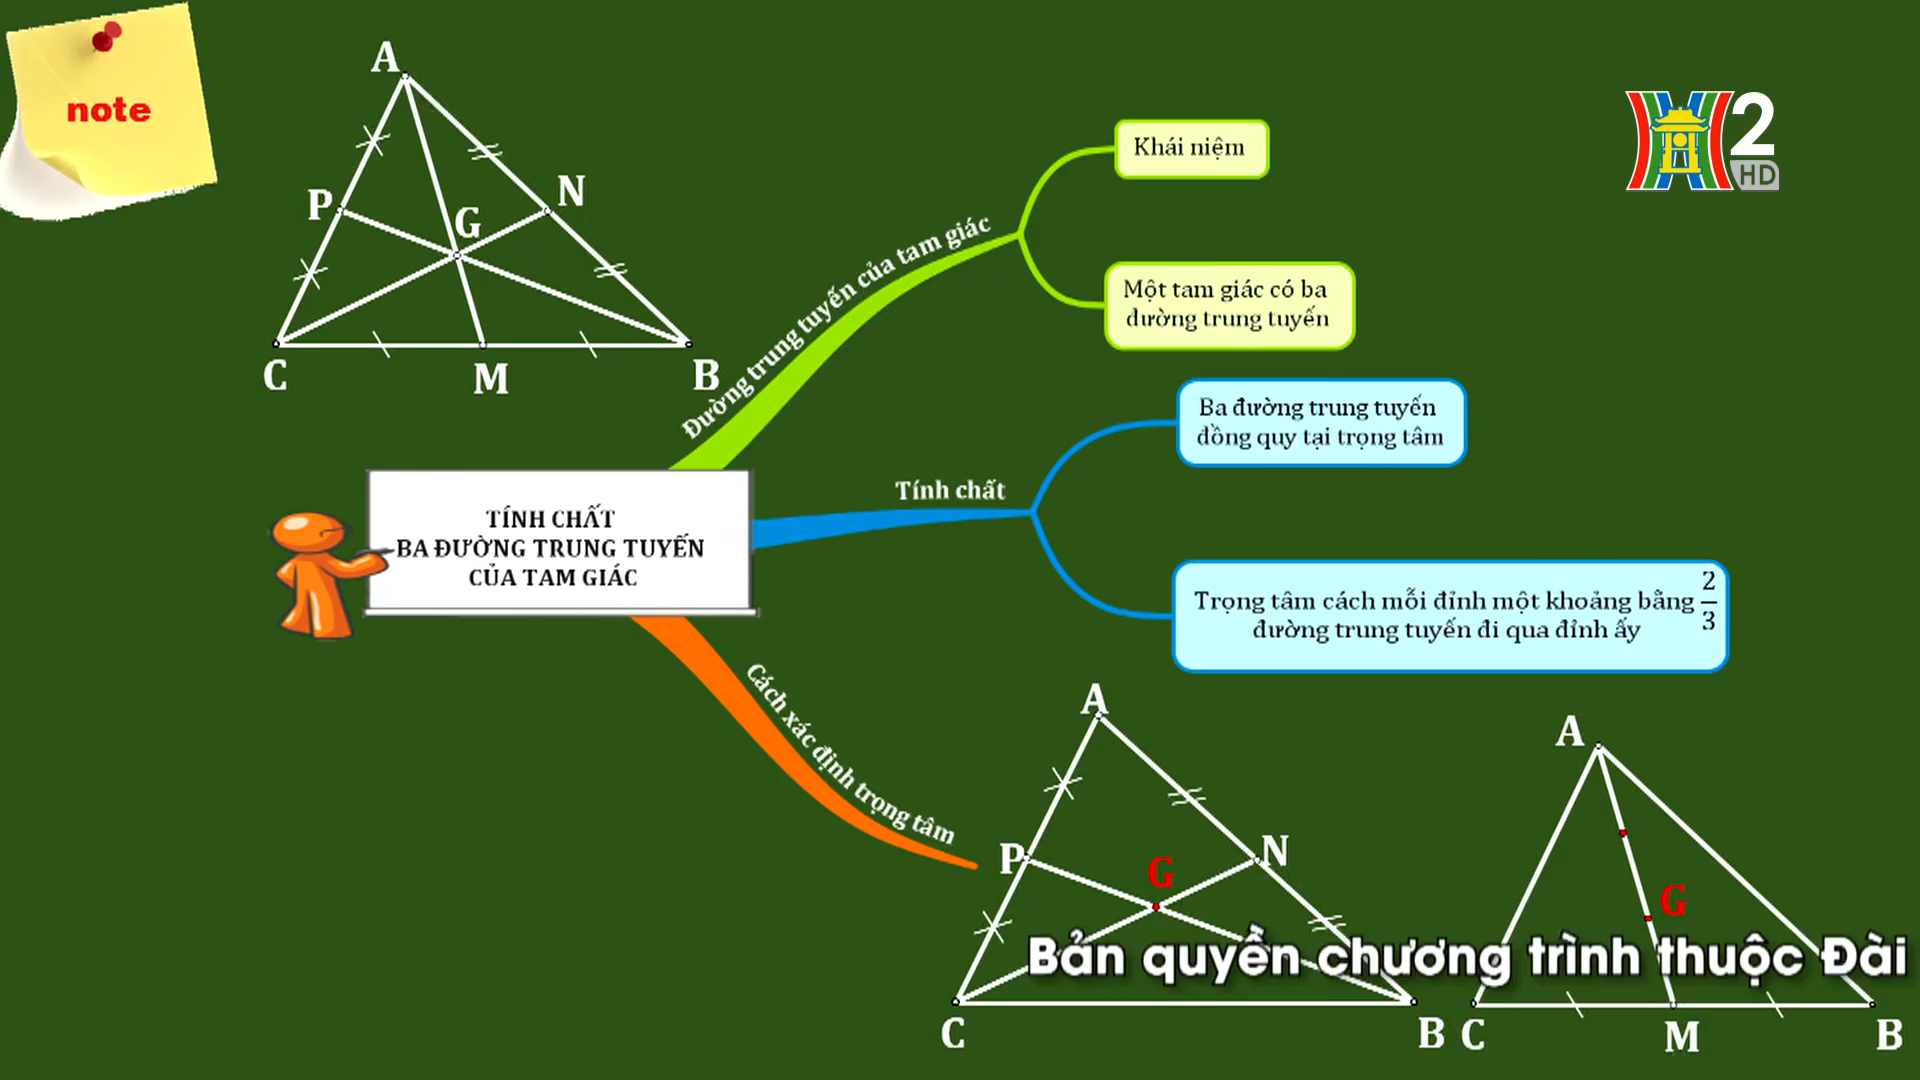 note
A
P
N
G
C
M
B
2
HD
Đường trung tuyến của tam giác
Khái niệm
Một tam giác có ba
đường trung tuyến
TÍNH CHẤT
BA ĐƯỜNG TRUNG TUYẾN
CỦA TAM GIÁC
Tính chất
Ba đường trung tuyến
đồng quy tại trọng tâm
Trọng tâm cách mỗi đỉnh một khoảng bằng 2/3
đường trung tuyến đi qua đỉnh ấy
Cách xác định trọng tâm
A
P
N
G
C
B
A
G
C
M
B
Bản quyền chương trình thuộc Đài